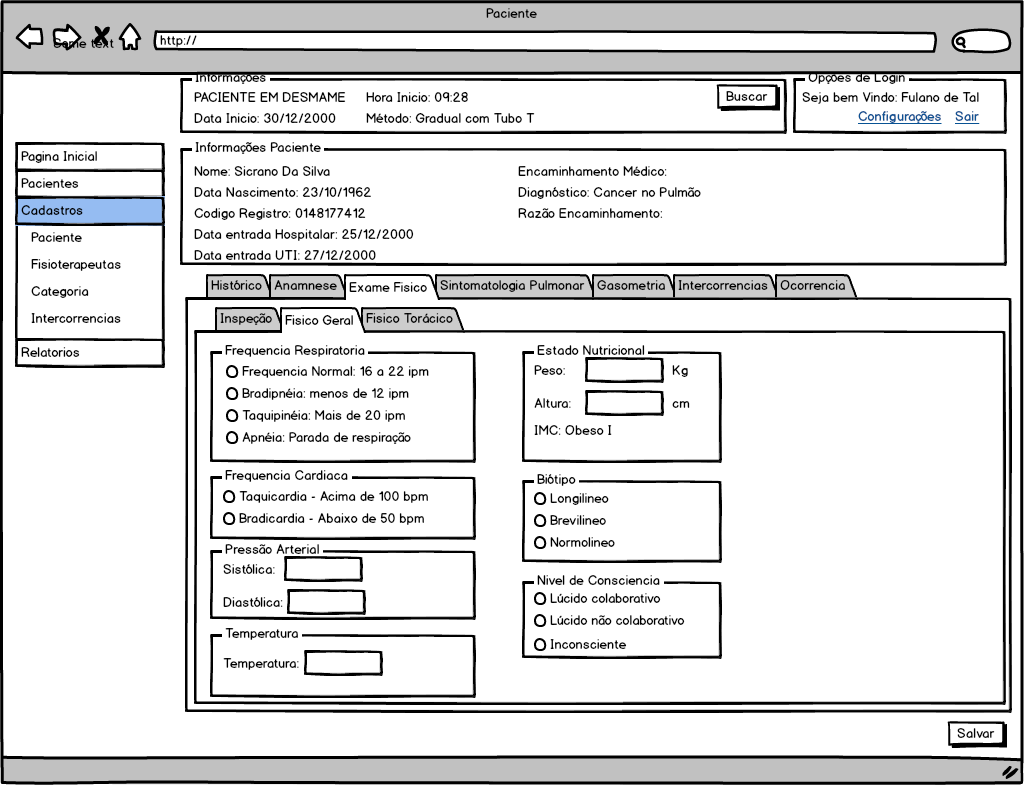 Paciente
Some text
http://
Informações
PACIENTE EM DESMAME Hora Inicio: 09:28
Data Inicio: 30/12/2000 Método: Gradual com Tubo T
Buscar
Opções de Login
Seja bem Vindo: Fulano de Tal
Configurações Sair
Pagina Inicial
Pacientes
Cadastros
Paciente
Fisioterapeutas
Categoria
Intercorrencias
Relatorios
Informações Paciente
Nome: Sicrano Da Silva
Data Nascimento: 23/10/1962
Codigo Registro: 0148177412
Data entrada Hospitalar: 25/12/2000
Data entrada UTI: 27/12/2000
Encaminhamento Médico:
Diagnóstico: Cancer no Pulmão
Razão Encaminhamento:
Histórico Anamnese Exame Fisico Sintomatologia Pulmonar Gasometria Intercorrencias Ocorrencia
Inspeção Fisico Geral Fisico Torácico
Frequencia Respiratoria
Frequencia Normal: 16 a 22 ipm
Bradipnéia: menos de 12 ipm
Taquipinéia: Mais de 20 ipm
Apnéia: Parada de respiração
Frequencia Cardiaca
Taquicardia - Acima de 100 bpm
Bradicardia - Abaixo de 50 bpm
Pressão Arterial
Sistólica:
Diastólica:
Temperatura
Temperatura:
Estado Nutricional
Peso: Kg
Altura: cm
IMC: Obeso I
Biótipo
Longilineo
Brevilineo
Normolineo
Nivel de Consciencia
Lúcido colaborativo
Lúcido não colaborativo
Inconsciente
Salvar